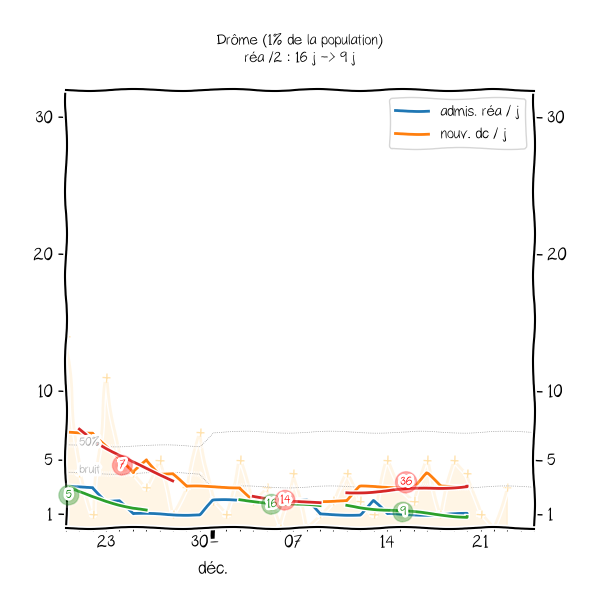 Drôme (1% de la population)
réa /2 : 16 j -> 9 j
admis. réa / j
nouv. dc / j
30 30
20 20
10 10
5 5
1 1
50%
bruit
5 7 16 14 36 9
23 30 07 14 21
déc.